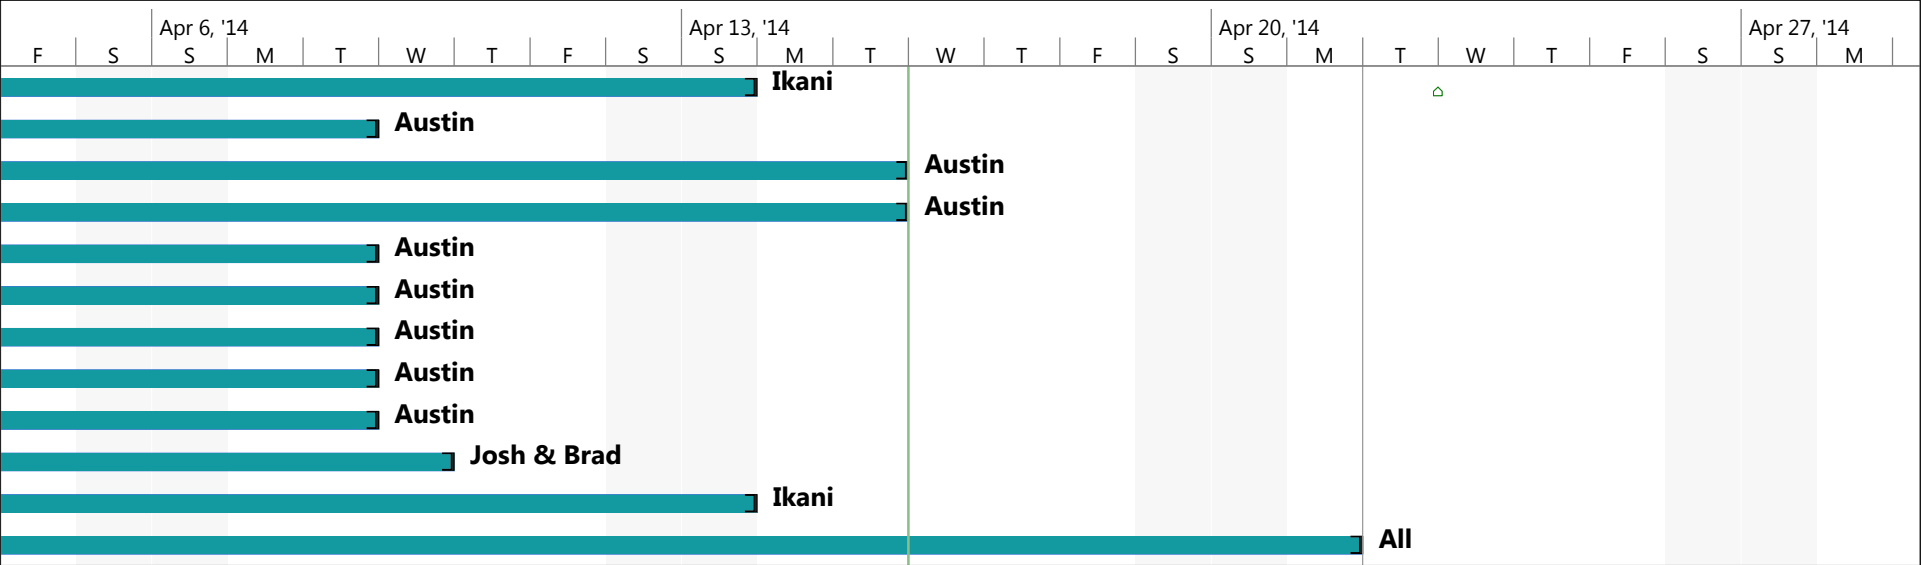 Apr 6, '14 Apr 13, '14 Apr 20, '14 Apr 27, '14
F S S M T W T F S S M T W T F S S M T W T F S S M
Ikani
Austin
Austin
Austin
Austin
Austin
Austin
Austin
Austin
Josh & Brad
Ikani
All